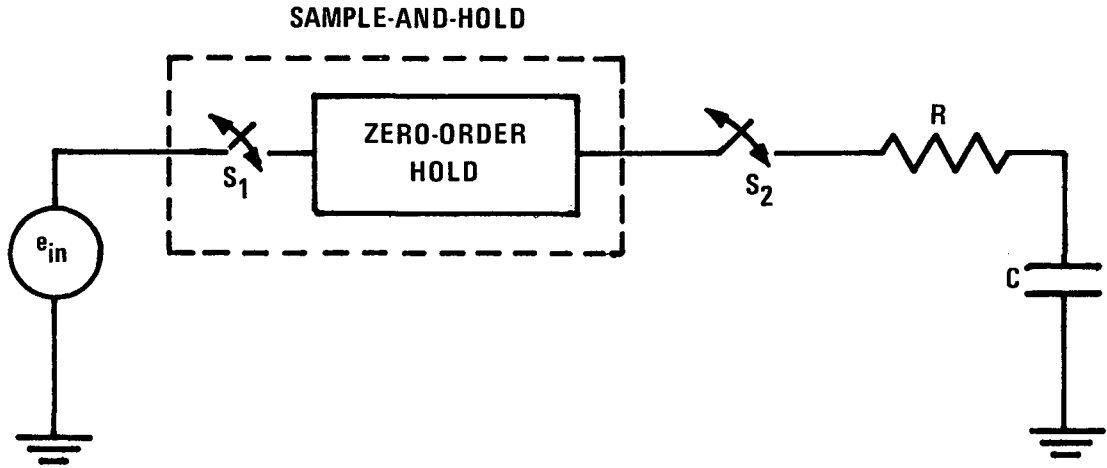 SAMPLE-AND-HOLD
ZERO-ORDER
HOLD
S1
S2
R
ein
C